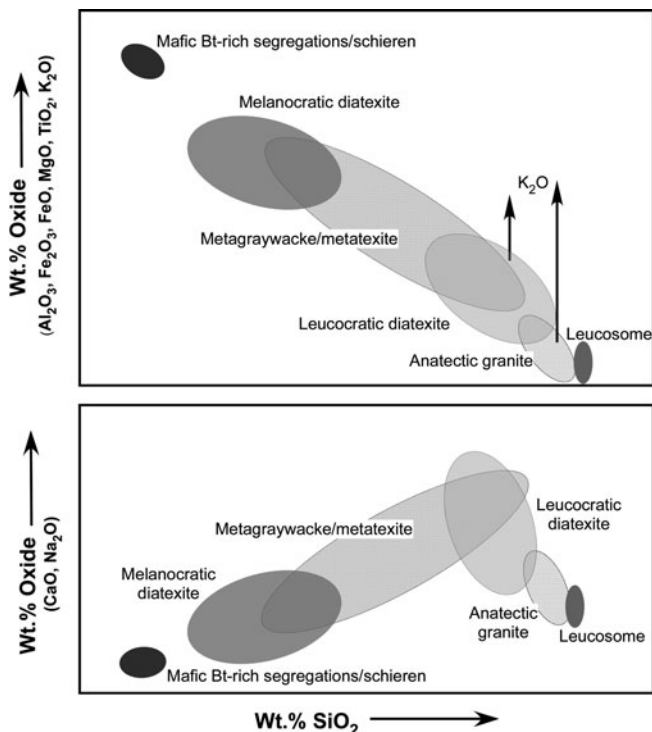 Wt.% Oxide
(Al₂O₃, Fe₂O₃, FeO, MgO, TiO₂, K₂O)
Mafic Bt-rich segregations/schieren
Melanocratic diatexite
K₂O
Metagraywacke/metatexite
Leucocratic diatexite
Leucosome
Anatectic granite
Wt.% Oxide
(CaO, Na₂O)
Leucocratic
diatexite
Metagraywacke/metatexite
Melanocratic
diatexite
Anatectic
granite
Leucosome
Mafic Bt-rich segregations/schieren
Wt.% SiO₂